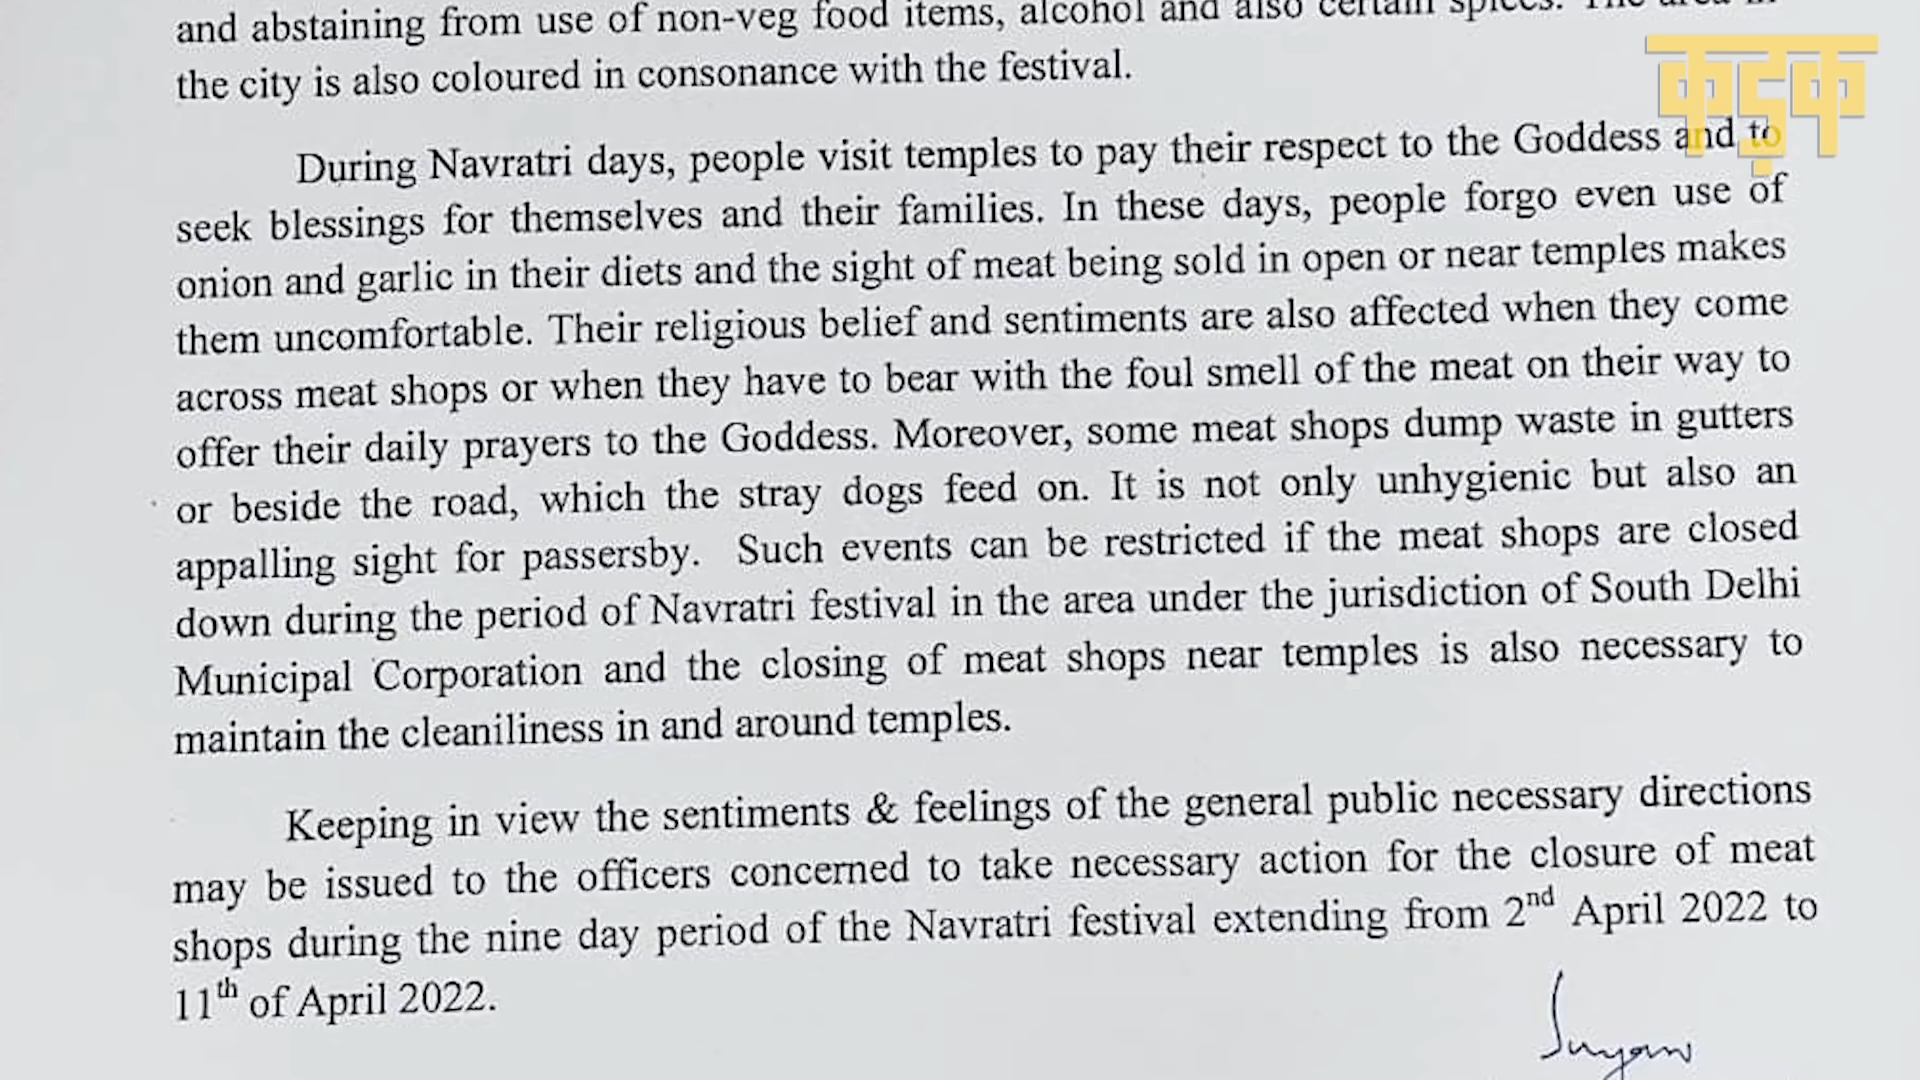 and abstaining from use of non-veg food items, alcohol and also certain spices. The area in
the city is also coloured in consonance with the festival.
कड़क
During Navratri days, people visit temples to pay their respect to the Goddess and to
seek blessings for themselves and their families. In these days, people forgo even use of
onion and garlic in their diets and the sight of meat being sold in open or near temples makes
them uncomfortable. Their religious belief and sentiments are also affected when they come
across meat shops or when they have to bear with the foul smell of the meat on their way to
offer their daily prayers to the Goddess. Moreover, some meat shops dump waste in gutters
or beside the road, which the stray dogs feed on. It is not only unhygienic but also an
appalling sight for passersby. Such events can be restricted if the meat shops are closed
down during the period of Navratri festival in the area under the jurisdiction of South Delhi
Municipal Corporation and the closing of meat shops near temples is also necessary to
maintain the cleaniliness in and around temples.
Keeping in view the sentiments & feelings of the general public necessary directions
may be issued to the officers concerned to take necessary action for the closure of meat
shops during the nine day period of the Navratri festival extending from 2nd April 2022 to
11th of April 2022.